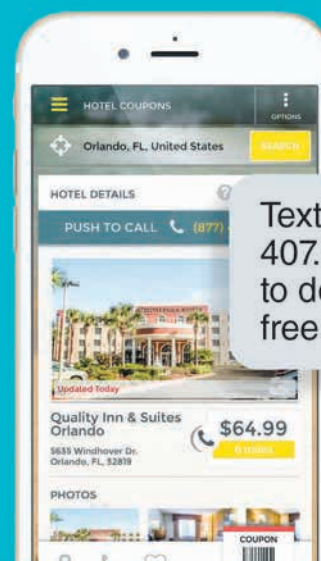 HOTEL COUPONS
OPTIONS
Orlando, FL, United States
SEARCH
HOTEL DETAILS
?
PUSH TO CALL (877)
Text
407.
to d
free
Updated Today
Quality Inn & Suites
Orlando
$64.99
6 miles
5635 Windhover Dr.
Orlando, FL, 32819
PHOTOS
COUPON